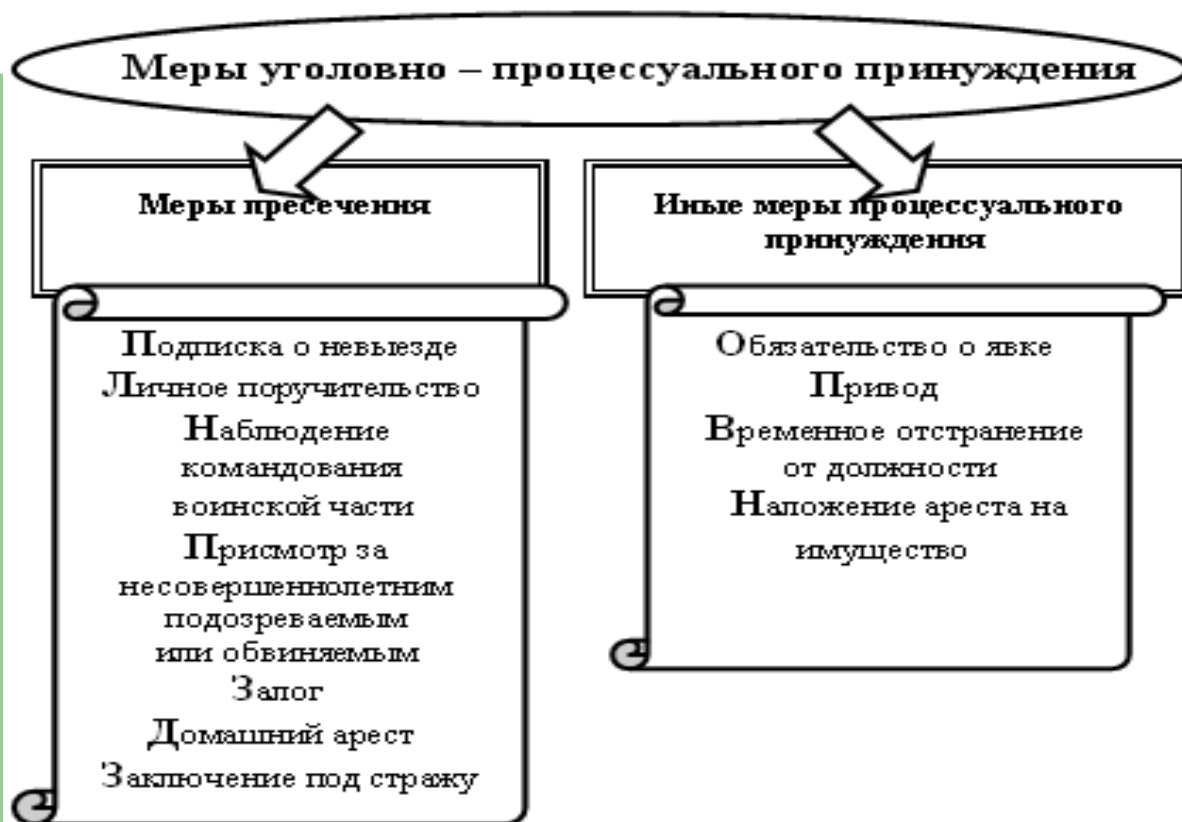 Меры уголовно – процессуального принуждения
Меры пресечения
Подписка о невыезде
Личное поручительство
Наблюдение
командования
воинской части
Присмотр за
несовершеннолетним
подозреваемым
или обвиняемым
Залог
Домашний арест
Заключение под стражу
Иные меры процессуального
принуждения
Обязательство о явке
Привод
Временное отстранение
от должности
Наложение ареста на
имущество